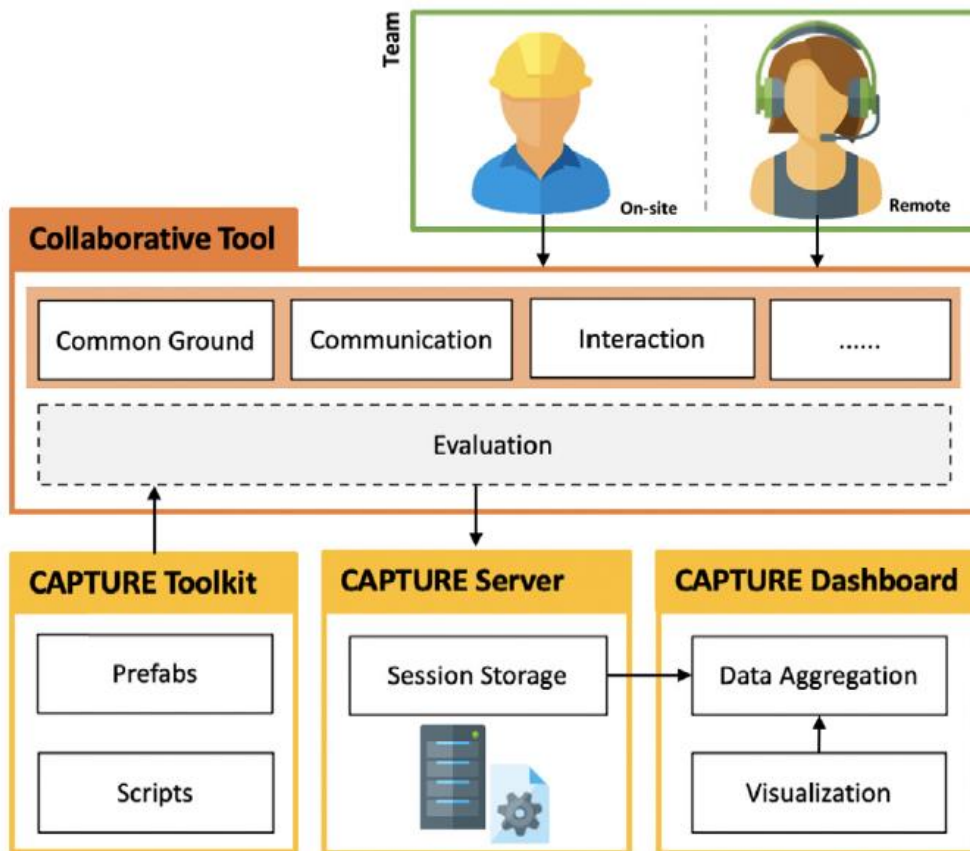 Team
On-site
Remote
Collaborative Tool
Common Ground
Communication
Interaction
......
Evaluation
CAPTURE Toolkit
Prefabs
Scripts
CAPTURE Server
Session Storage
CAPTURE Dashboard
Data Aggregation
Visualization